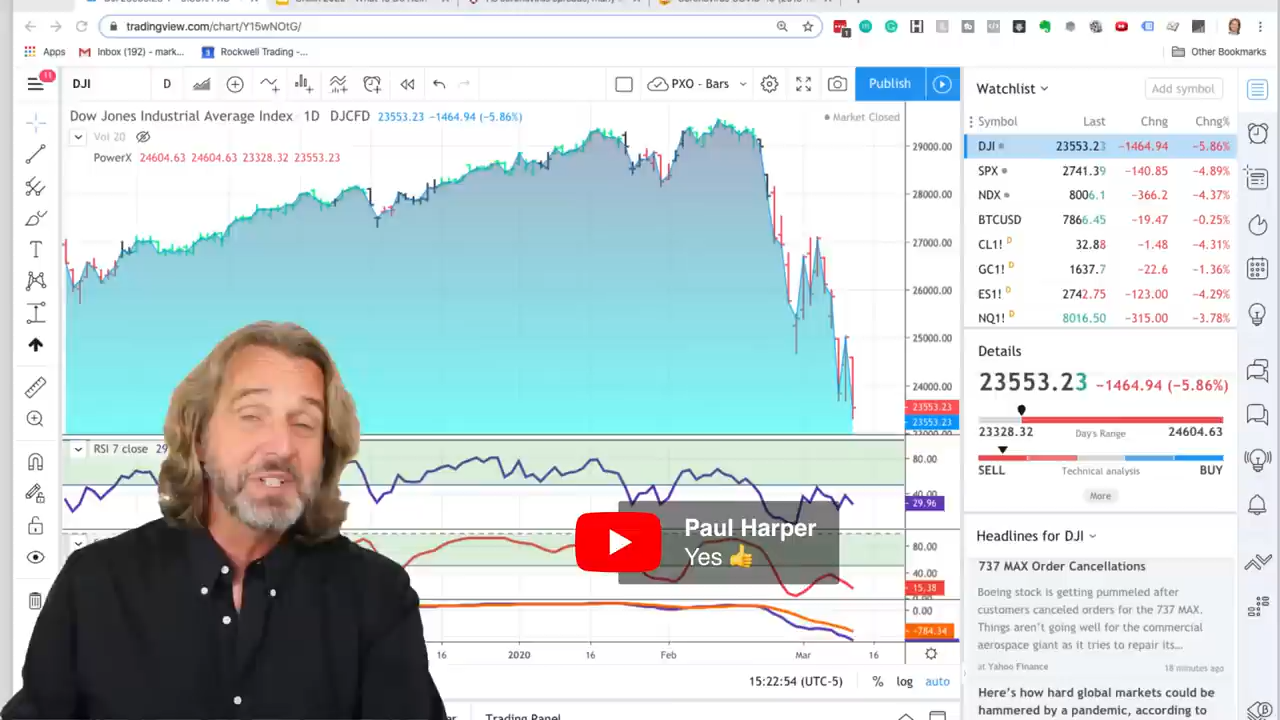 tradingview.com/chart/Y15wNOtG/
Apps
Inbox (192) - mark...
Rockwell Trading -...
Other Bookmarks
11
DJI
D
PXO - Bars
Publish
Watchlist
Add symbol
Dow Jones Industrial Average Index · 1D · DJCFD 23553.23 −1464.94 (−5.86%)
Market Closed
Vol 20
PowerX 24604.63 24604.63 23328.32 23553.23
29000.00
28000.00
27000.00
26000.00
25000.00
24000.00
23553.23
23553.23
Symbol Last Chng Chng%
DJI 23553.23 −1464.94 −5.86%
SPX 2741.39 −140.85 −4.89%
NDX 8006.1 −366.2 −4.37%
BTCUSD 7866.45 −19.47 −0.25%
CL1! D 32.88 −1.48 −4.31%
GC1! D 1637.7 −22.6 −1.36%
ES1! D 2742.75 −123.00 −4.29%
NQ1! D 8016.50 −315.00 −3.78%
Details
23553.23 −1464.94 (−5.86%)
23328.32 Day's Range 24604.63
SELL Technical analysis BUY
More
RSI 7 close 29
80.00
40.00
29.96
Paul Harper
Yes 👍
80.00
40.00
15.38
0.00
-784.34
Headlines for DJI
737 MAX Order Cancellations
Boeing stock is getting pummeled after
customers canceled orders for the 737 MAX.
Things aren't going well for the commercial
aerospace giant as it tries to repair its...
at Yahoo Finance 18 minutes ago
Here's how hard global markets could be
hammered by a pandemic, according to
16 2020 16 Feb Mar 16
15:22:54 (UTC-5) % log auto
Trading Panel